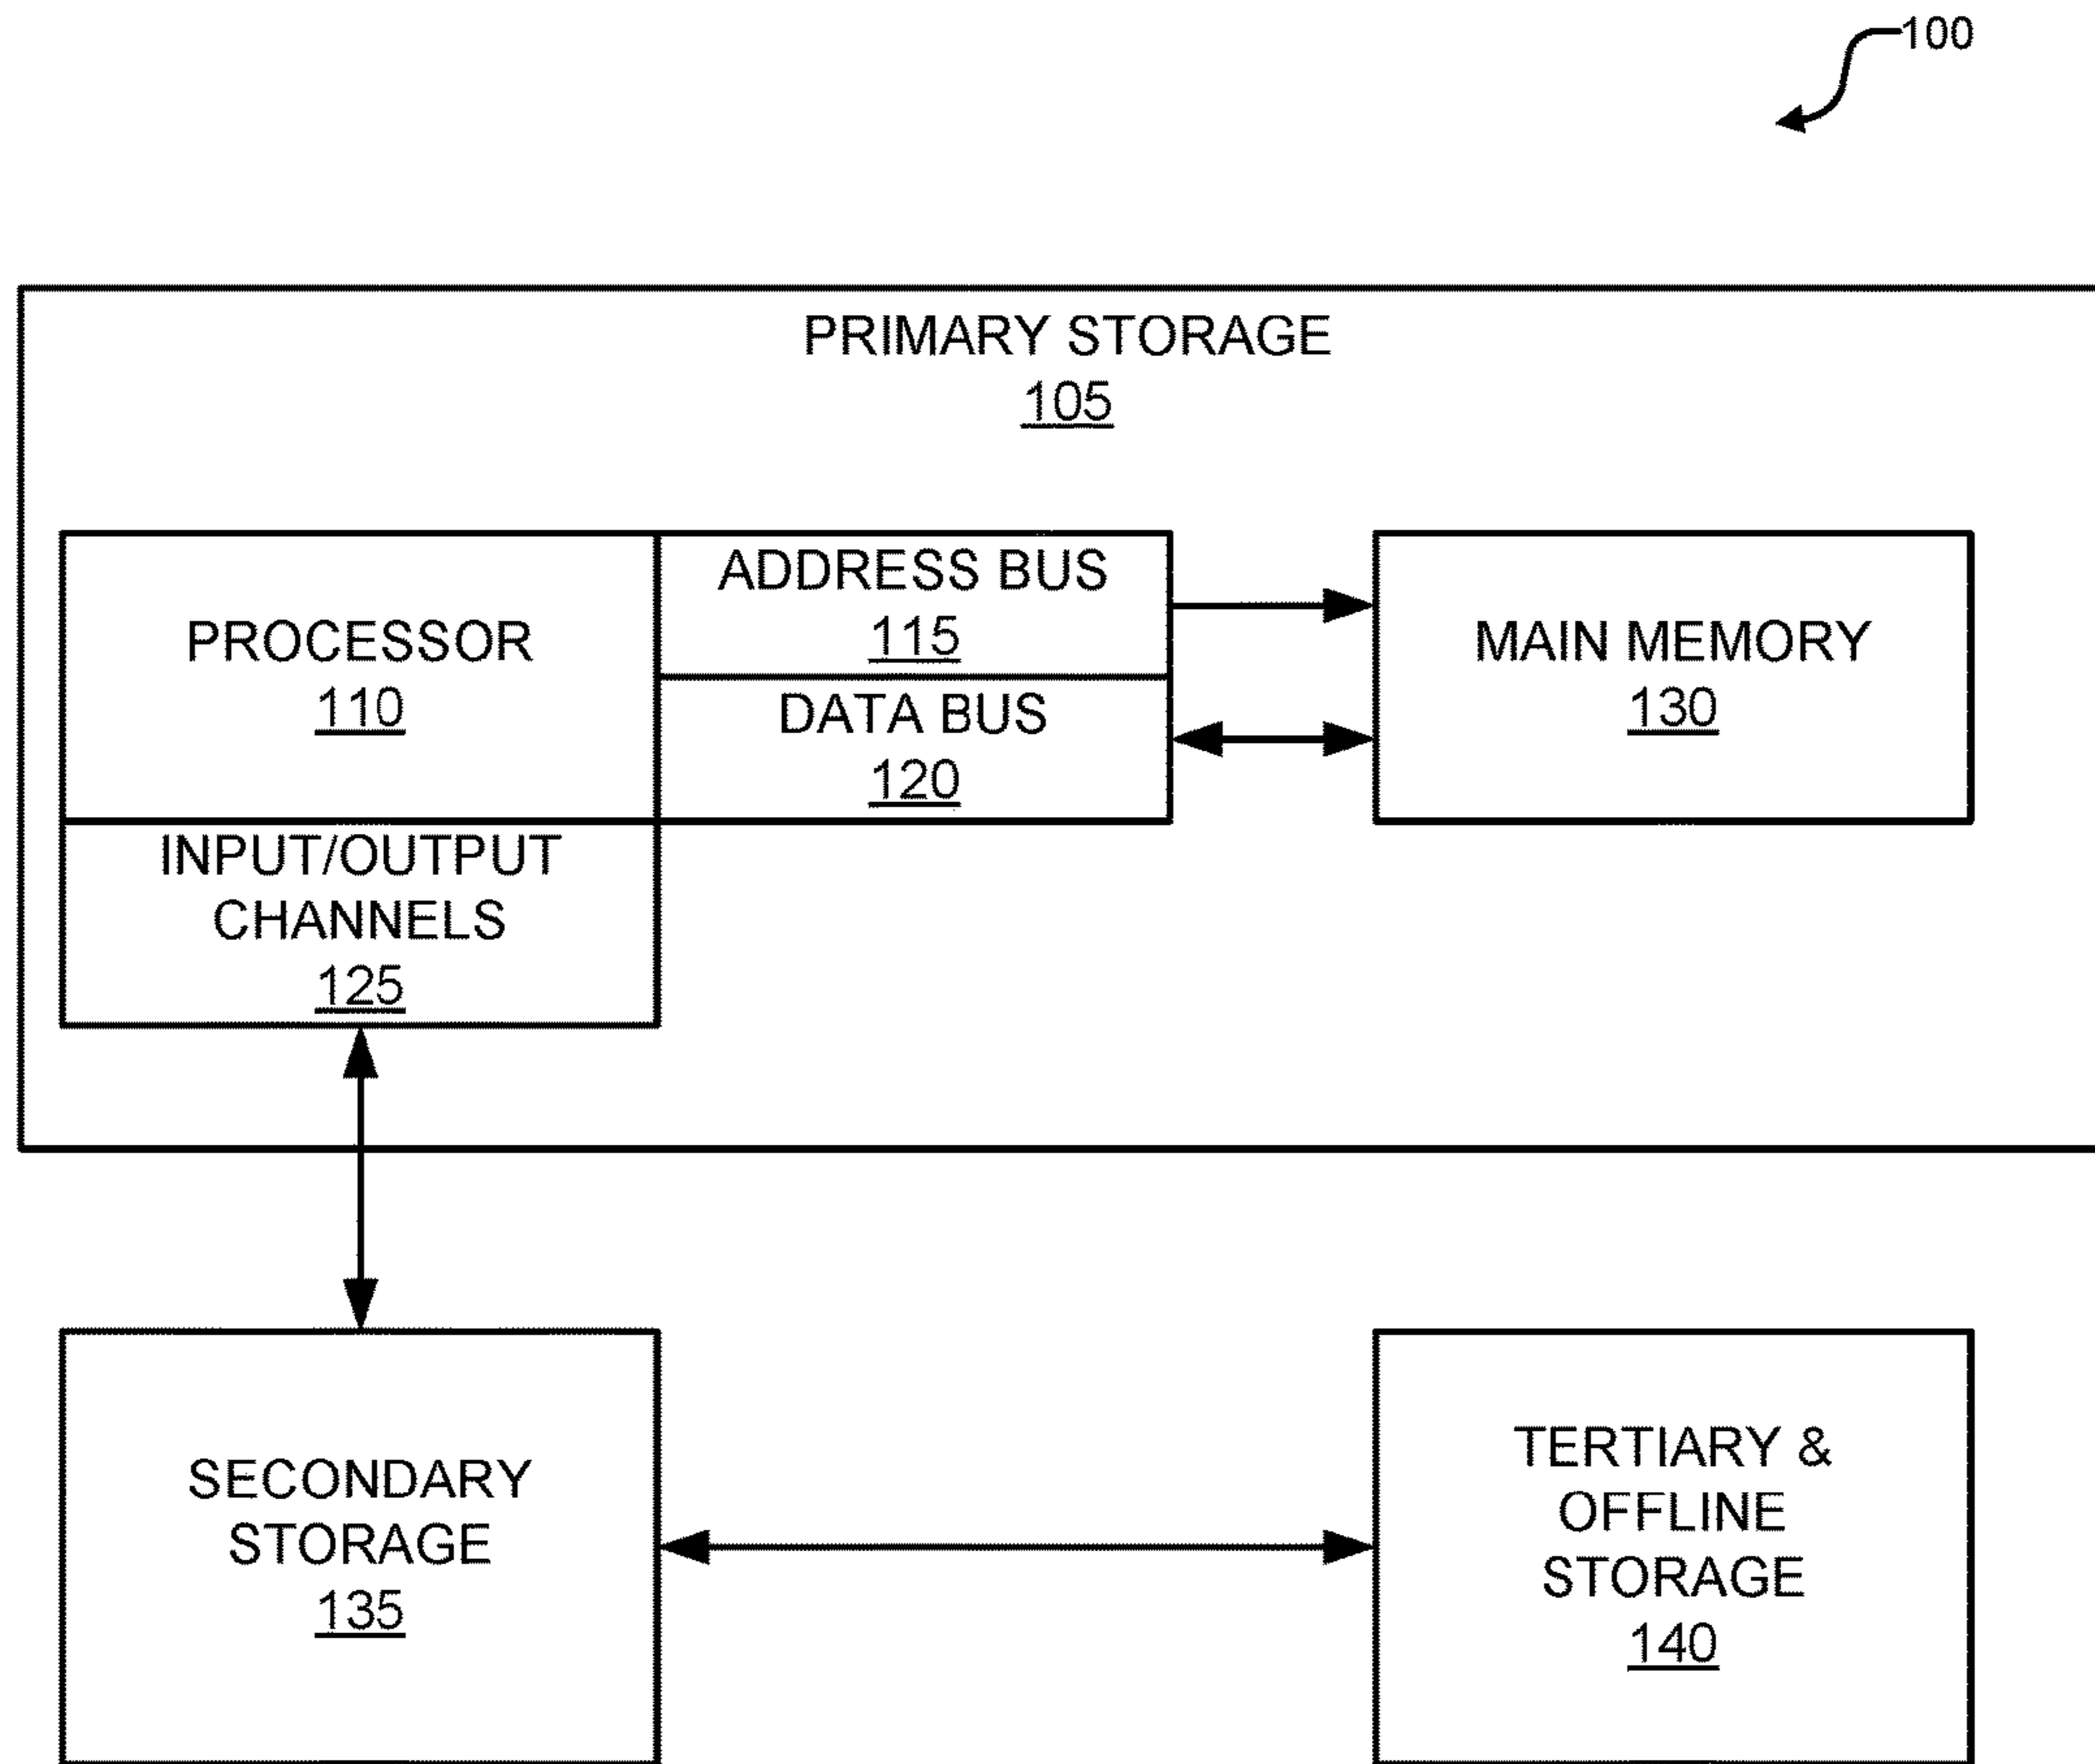 100
PRIMARY STORAGE
105
PROCESSOR
110
ADDRESS BUS
115
DATA BUS
120
MAIN MEMORY
130
INPUT/OUTPUT
CHANNELS
125
SECONDARY
STORAGE
135
TERTIARY &
OFFLINE
STORAGE
140